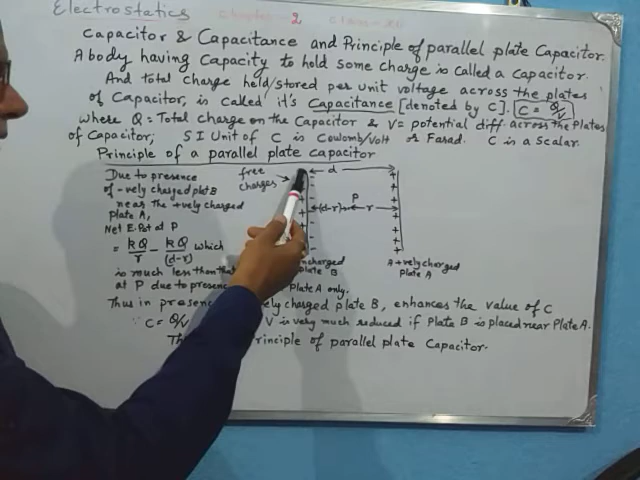 Electrostatics Chapter-2 Class-XII
Capacitor & Capacitance and Principle of parallel plate Capacitor.
A body having Capacity to hold some charge is called a Capacitor.
And Total Charge held/stored per unit voltage across the plates
of Capacitor, is called it's Capacitance [denoted by C]. C = Q/V
where Q = Total charge on the Capacitor & V = potential diff. across the Plates
of Capacitor; S I Unit of C is Coulomb/volt or Farad. C is a Scalar.
Principle of a parallel plate capacitor
Due to presence
of -vely charged plat B
near the +vely charged
plate A,
Net E. Pot at P
= kQ/r - kQ/(d-r) which
is much less than that
at P due to presence Plate A only.
free charges
d
(d-r) P r
charged plate B
A +vely charged
Plate A
Thus in presence vely charged plate B, enhances the value of C
∵ C = Q/V V is very much reduced if Plate B is placed near Plate A.
Principle of parallel plate Capacitor.